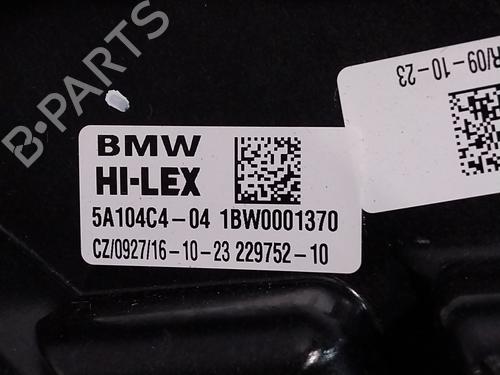 B·PARTS
BMW
HI-LEX
5A104C4-04 1BW0001370
CZ/0927/16-10-23 229752-10
R/09-10-23